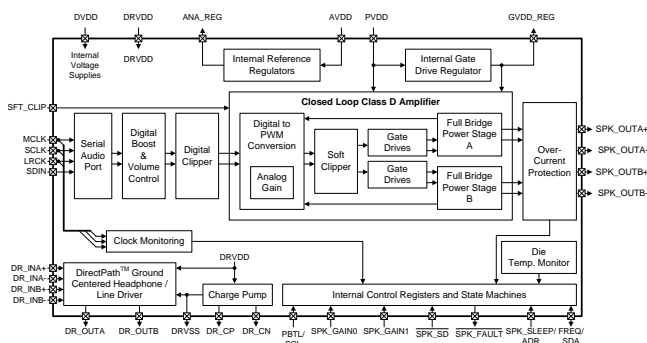 DVDD DRVDD ANA_REG AVDD PVDD GVDD_REG
Internal
Voltage
Supplies
DRVDD
Internal Reference
Regulators
Internal Gate
Drive Regulator
SFT_CLIP
Closed Loop Class D Amplifier
MCLK
SCLK
LRCK
SDIN
Serial
Audio
Port
Digital
Boost
&
Volume
Control
Digital
Clipper
Digital to
PWM
Conversion
Analog
Gain
Soft
Clipper
Gate
Drives
Gate
Drives
Full Bridge
Power Stage
A
Full Bridge
Power Stage
B
Over-
Current
Protection
SPK_OUTA+
SPK_OUTA-
SPK_OUTB+
SPK_OUTB-
Clock Monitoring
Die
Temp. Monitor
DR_INA+
DR_INA-
DR_INB+
DR_INB-
DirectPath™ Ground
Centered Headphone /
Line Driver
DRVDD
Charge Pump
Internal Control Registers and State Machines
DR_OUTA DR_OUTB DRVSS DR_CP DR_CN PBTL/ SPK_GAIN0 SPK_GAIN1 SPK_SD SPK_FAULT SPK_SLEEP/ FREQ/
SCL ADR SDA